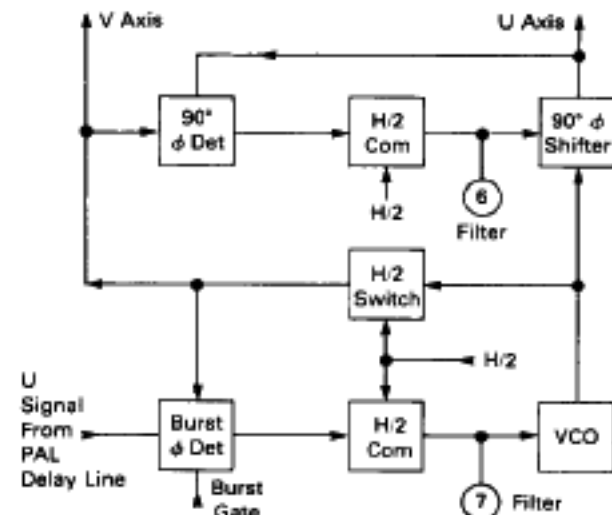 V Axis
U Axis
90°
ϕ Det
H/2
Com
90° ϕ
Shifter
H/2
6
Filter
H/2
Switch
H/2
U
Signal
From
PAL
Delay Line
Burst
ϕ Det
H/2
Com
VCO
Burst
Gate
7
Filter